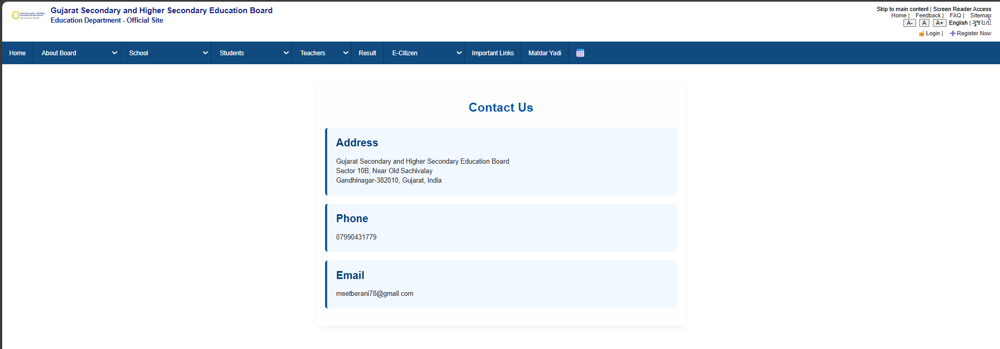 Gujarat Secondary and Higher Secondary Education Board
Education Department - Official Site
Skip to main content | Screen Reader Access
Home | Feedback | FAQ | Sitemap
A- A A+ English | ગુજરાતી
Login | Register Now
Home About Board School Students Teachers Result E-Citizen Important Links Matdar Yadi
Contact Us
Address
Gujarat Secondary and Higher Secondary Education Board
Sector 10B, Near Old Sachivalay
Gandhinagar-382010, Gujarat, India
Phone
07990431779
Email
meetberani78@gmail.com